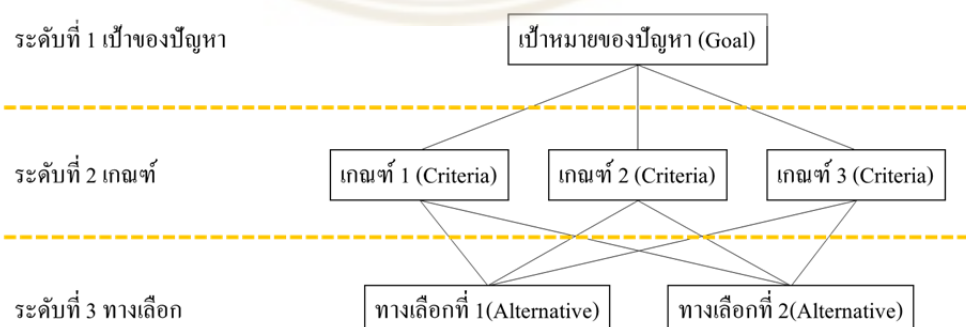 ระดับที่ 1 เป้าของปัญหา
เป้าหมายของปัญหา (Goal)
ระดับที่ 2 เกณฑ์
เกณฑ์ 1 (Criteria)
เกณฑ์ 2 (Criteria)
เกณฑ์ 3 (Criteria)
ระดับที่ 3 ทางเลือก
ทางเลือกที่ 1(Alternative)
ทางเลือกที่ 2(Alternative)